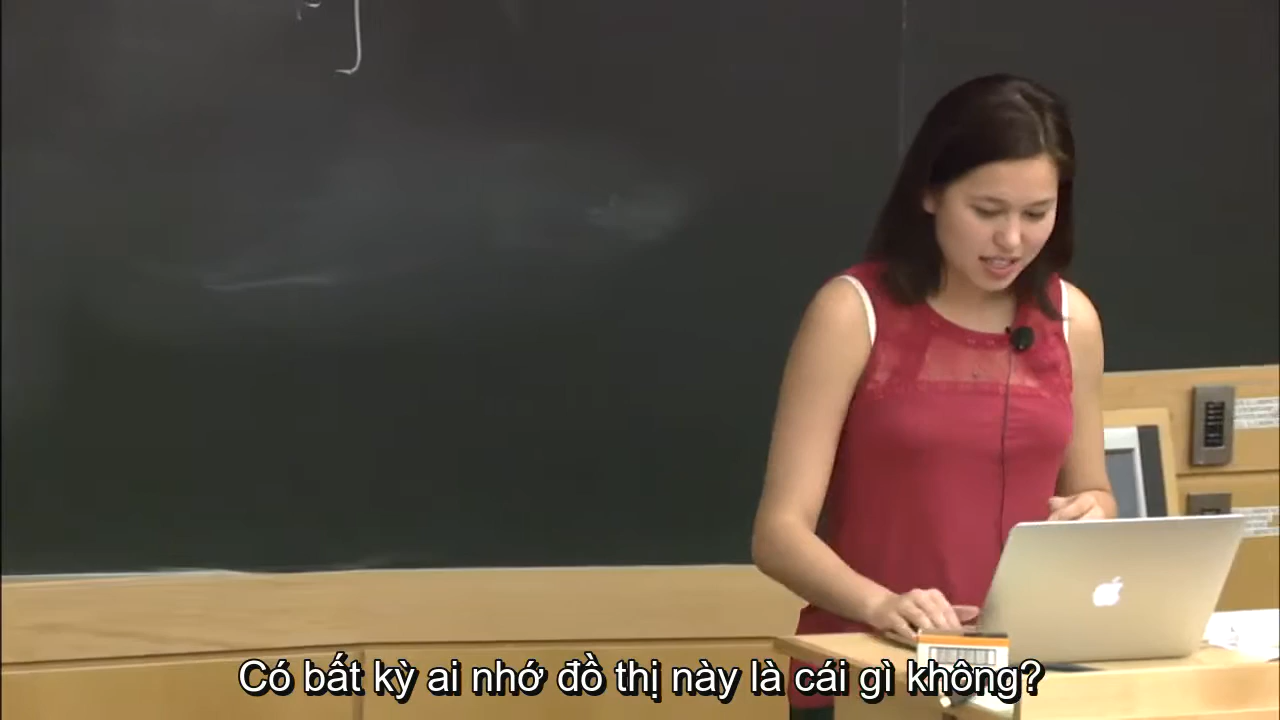 Có bất kỳ ai nhớ đồ thị này là cái gì không?